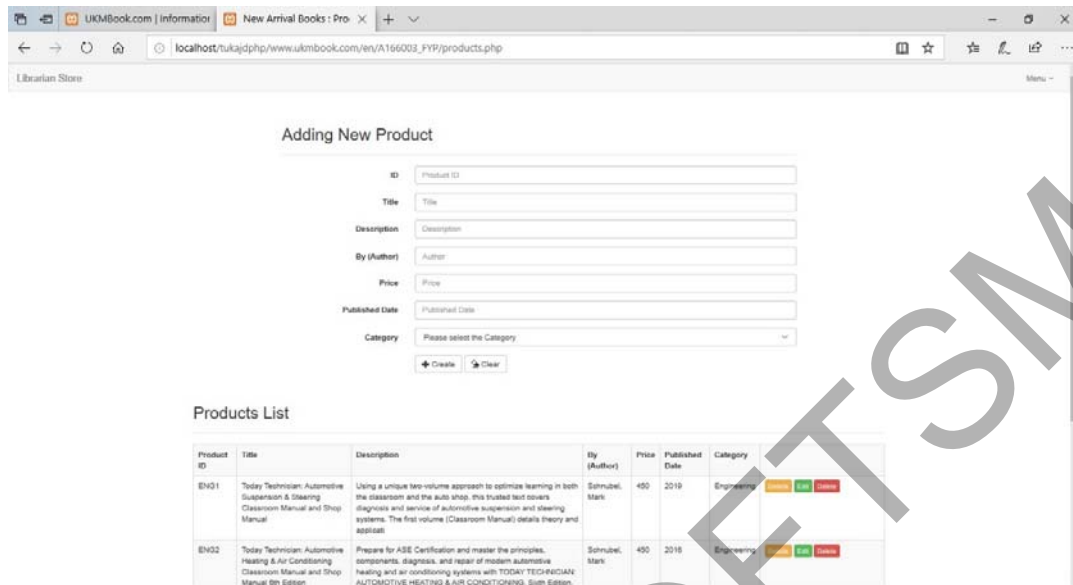 UKMBook.com | Information
New Arrival Books : Pro
localhost/tukajdphp/www.ukmbook.com/en/A166003_FYP/products.php
Librarian Store
Menu
Adding New Product
ID
Product ID
Title
Title
Description
Description
By (Author)
Author
Price
Price
Published Date
Published Date
Category
Please select the Category
Create Clear
Products List
Product ID Title Description By (Author) Price Published Date Category
ENG1 Today Technician: Automotive Using a unique two-volume approach to optimize learning in both Schnubel, 450 2019 Engineering Details Edit Delete
Suspension & Steering the classroom and the auto shop, this trusted text covers Mark
Classroom Manual and Shop diagnosis and service of automotive suspension and steering
Manual systems. The first volume (Classroom Manual) details theory and
applicati
ENG2 Today Technician: Automotive Prepare for ASE Certification and master the principles, Schnubel, 450 2016 Engineering Details Edit Delete
Heating & Air Conditioning components, diagnosis, and repair of modern automotive Mark
Classroom Manual and Shop heating and air conditioning systems with TODAY TECHNICIAN:
Manual 6th Edition AUTOMOTIVE HEATING & AIR CONDITIONING, Sixth Edition.
FTSM